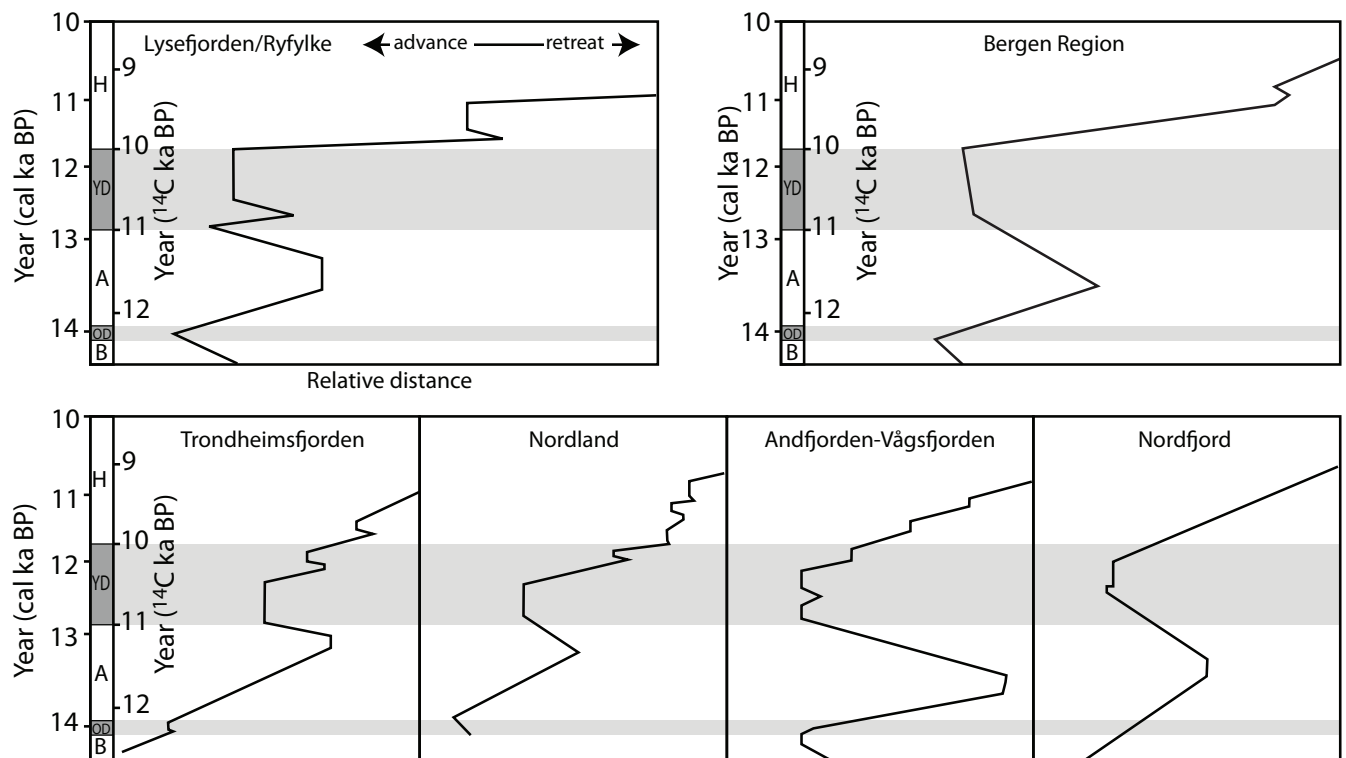 Lysefjorden/Ryfylke
advance
retreat
Year (cal ka BP)
10
11
12
13
14
H
YD
A
OD
B
Year (¹⁴C ka BP)
9
10
11
12
Relative distance
Bergen Region
Year (cal ka BP)
10
11
12
13
14
H
YD
A
OD
B
Year (¹⁴C ka BP)
9
10
11
12
Trondheimsfjorden
Nordland
Andfjorden-Vågsfjorden
Nordfjord
Year (cal ka BP)
10
11
12
13
14
H
YD
A
OD
B
Year (¹⁴C ka BP)
9
10
11
12